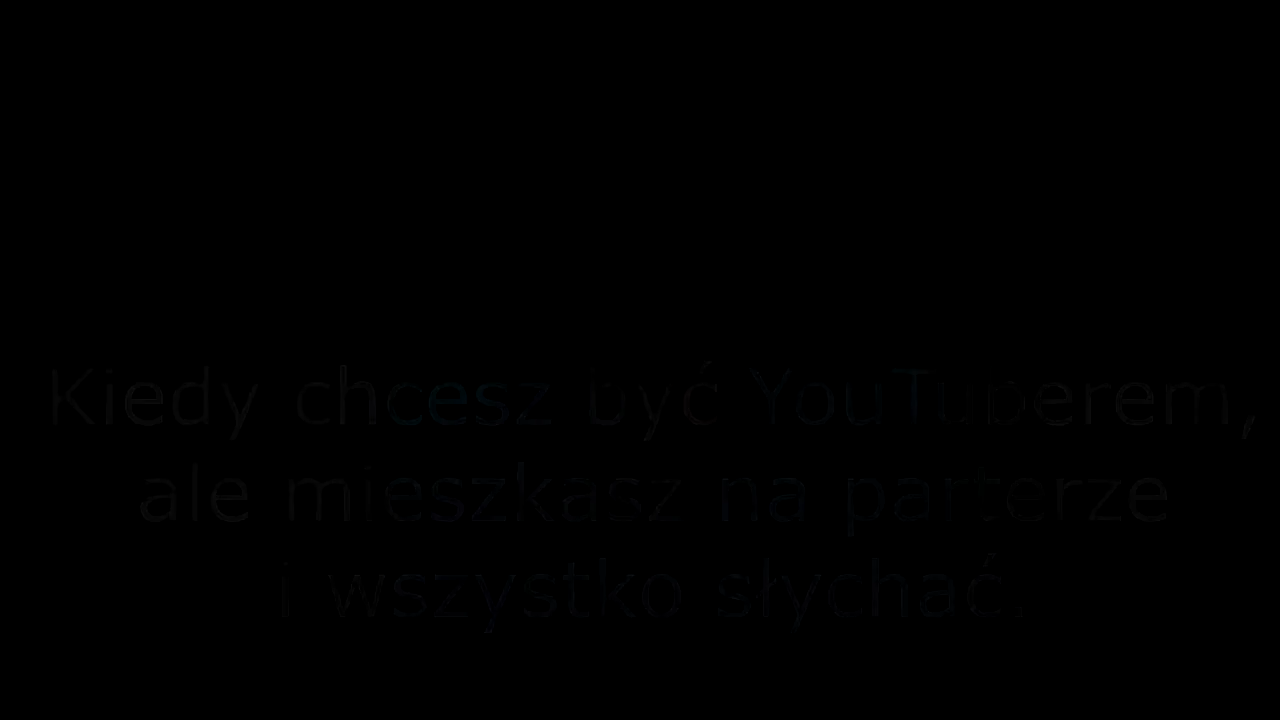 Kiedy chcesz być YouTuberem,
ale mieszkasz na parterze
i wszystko słychać.